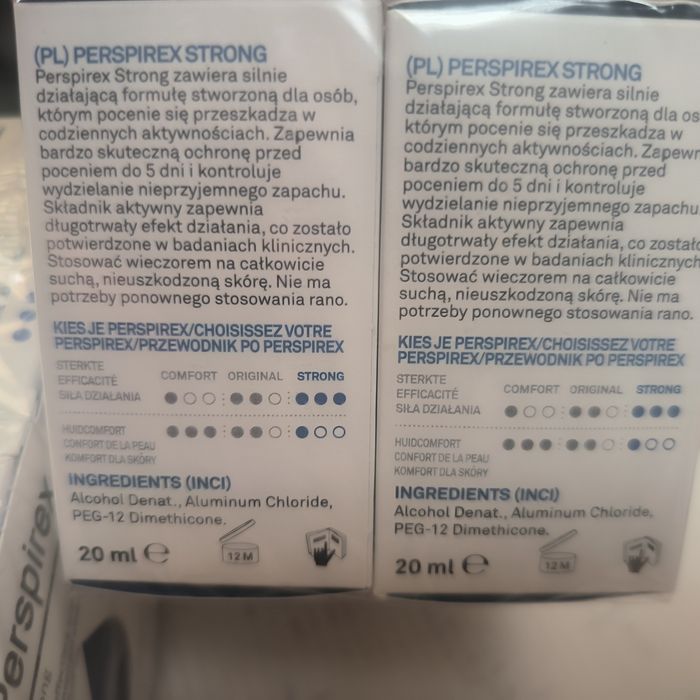 (PL) PERSPIREX STRONG
Perspirex Strong zawiera silnie
działającą formułę stworzoną dla osób,
którym pocenie się przeszkadza w
codziennych aktywnościach. Zapewnia
bardzo skuteczną ochronę przed
poceniem do 5 dni i kontroluje
wydzielanie nieprzyjemnego zapachu.
Składnik aktywny zapewnia
długotrwały efekt działania, co zostało
potwierdzone w badaniach klinicznych.
Stosować wieczorem na całkowicie
suchą, nieuszkodzoną skórę. Nie ma
potrzeby ponownego stosowania rano.
KIES JE PERSPIREX/CHOISISSEZ VOTRE
PERSPIREX/PRZEWODNIK PO PERSPIREX
STERKTE
EFFICACITÉ
SIŁA DZIAŁANIA
COMFORT ORIGINAL STRONG
HUIDCOMFORT
CONFORT DE LA PEAU
KOMFORT DLA SKÓRY
INGREDIENTS (INCI)
Alcohol Denat., Aluminum Chloride,
PEG-12 Dimethicone.
20 ml e
12 M
(PL) PERSPIREX STRONG
Perspirex Strong zawiera silnie
działającą formułę stworzoną dla os
którym pocenie się przeszkadza w
codziennych aktywnościach. Zapewn
bardzo skuteczną ochronę przed
poceniem do 5 dni i kontroluje
wydzielanie nieprzyjemnego zapachu
Składnik aktywny zapewnia
długotrwały efekt działania, co zostało
potwierdzone w badaniach klinicznych
Stosować wieczorem na całkowicie
suchą, nieuszkodzoną skórę. Nie ma
potrzeby ponownego stosowania rano.
KIES JE PERSPIREX/CHOISISSEZ VOTRE
PERSPIREX/PRZEWODNIK PO PERSPIREX
STERKTE
EFFICACITÉ
SIŁA DZIAŁANIA
COMFORT ORIGINAL STRONG
HUIDCOMFORT
CONFORT DE LA PEAU
KOMFORT DLA SKÓRY
INGREDIENTS (INCI)
Alcohol Denat., Aluminum Chloride,
PEG-12 Dimethicone.
20 ml e
12 M
Perspirex